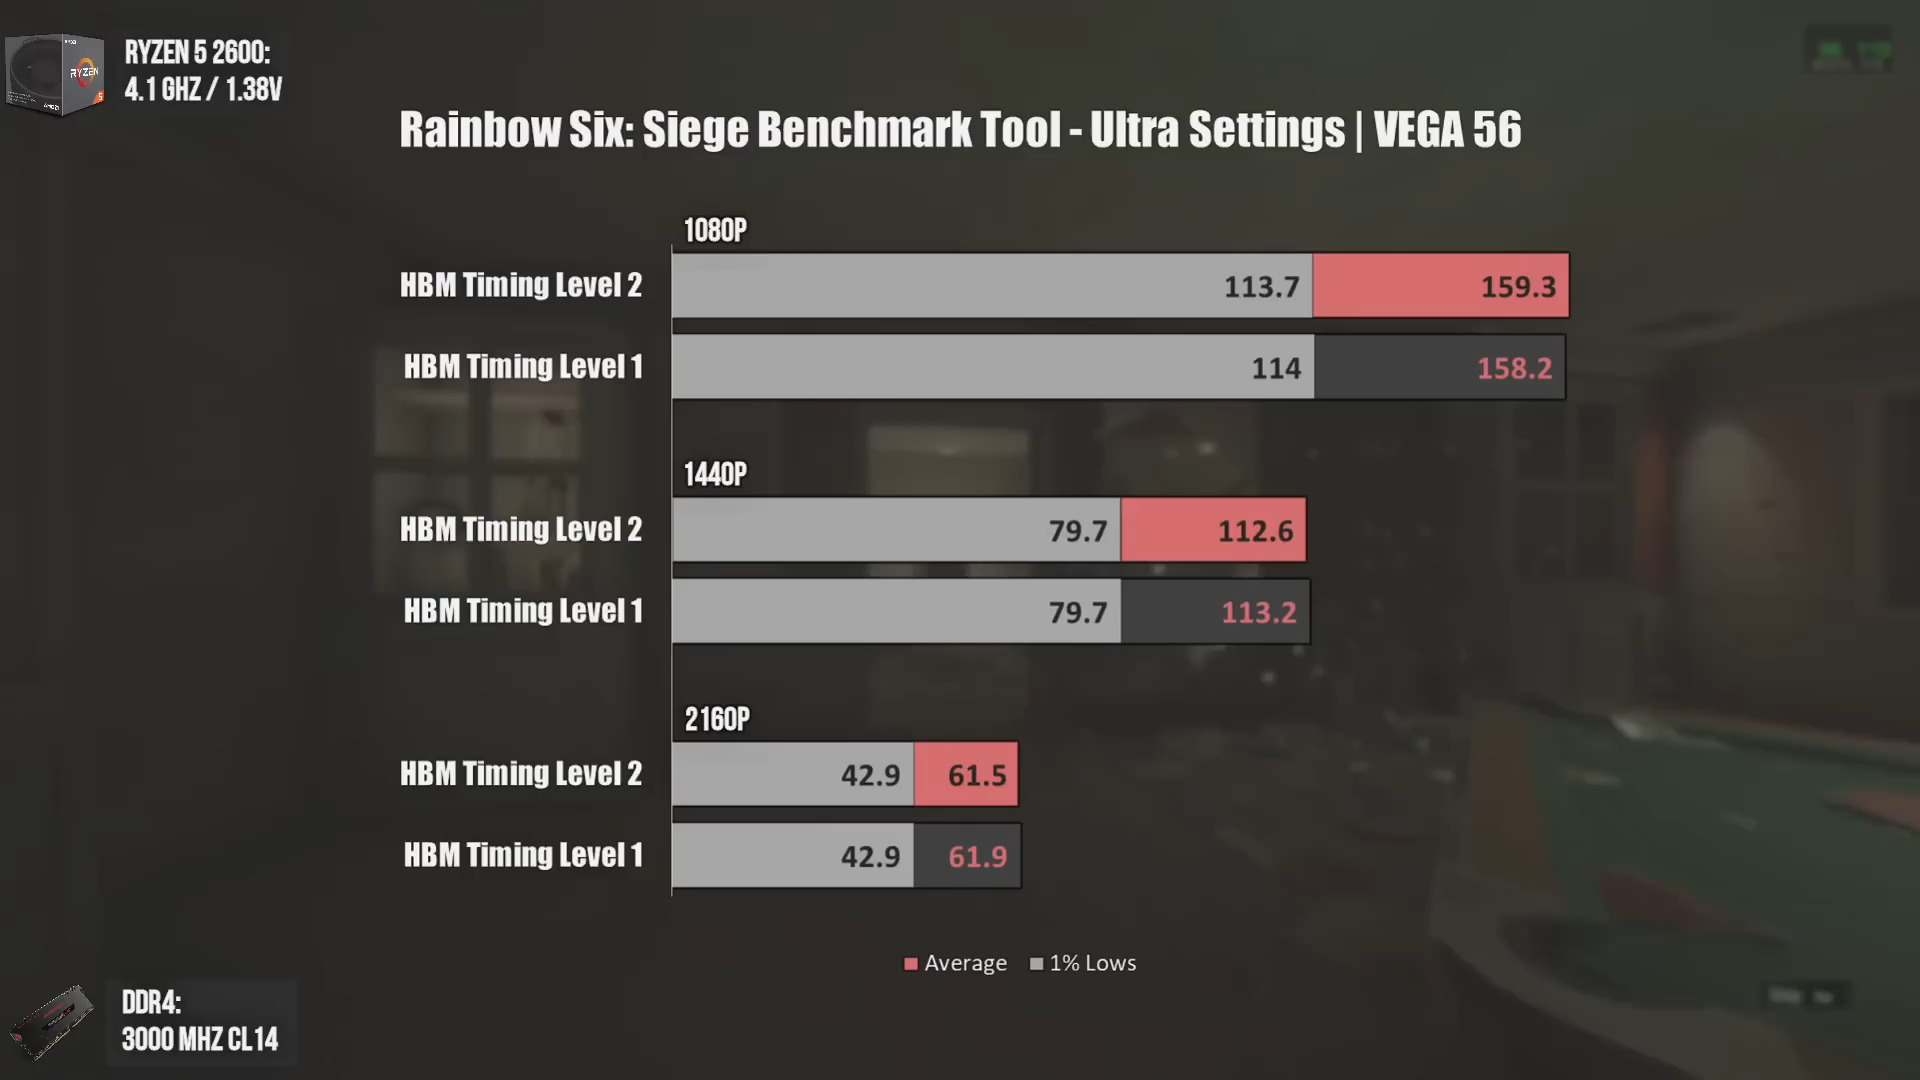 RYZEN 5 2600:
4.1 GHZ / 1.38V
RYZEN
Rainbow Six: Siege Benchmark Tool - Ultra Settings | VEGA 56
1080P
HBM Timing Level 2 113.7 159.3
HBM Timing Level 1 114 158.2
1440P
HBM Timing Level 2 79.7 112.6
HBM Timing Level 1 79.7 113.2
2160P
HBM Timing Level 2 42.9 61.5
HBM Timing Level 1 42.9 61.9
Average 1% Lows
DDR4:
3000 MHZ CL14